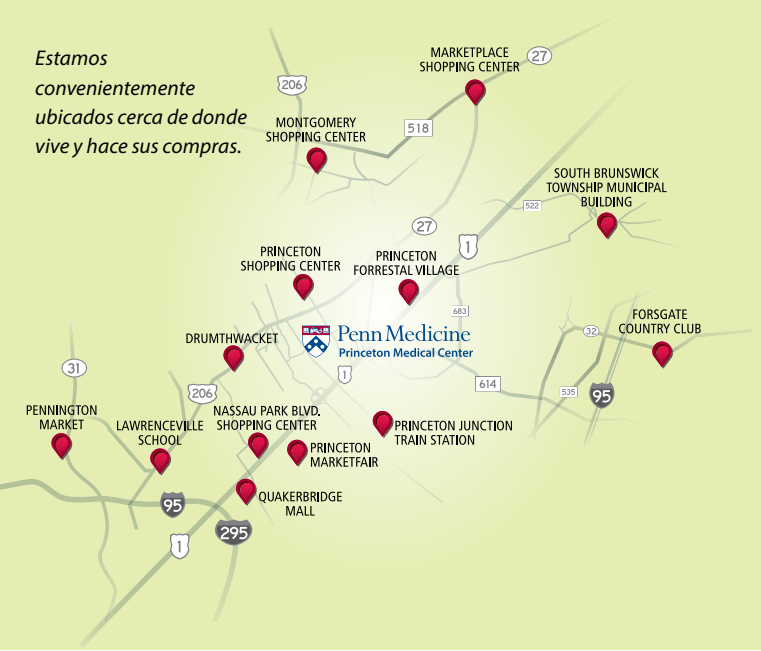 Estamos
convenientemente
ubicados cerca de donde
vive y hace sus compras.
MARKETPLACE
SHOPPING CENTER
27
206
MONTGOMERY
SHOPPING CENTER
518
SOUTH BRUNSWICK
TOWNSHIP MUNICIPAL
BUILDING
522
27
1
PRINCETON
SHOPPING CENTER
PRINCETON
FORRESTAL VILLAGE
683
FORSGATE
COUNTRY CLUB
32
DRUMTHWACKET
Penn Medicine
Princeton Medical Center
31
1
206
614
535
95
PENNINGTON
MARKET
LAWRENCEVILLE
SCHOOL
NASSAU PARK BLVD.
SHOPPING CENTER
PRINCETON JUNCTION
TRAIN STATION
PRINCETON
MARKETFAIR
QUAKERBRIDGE
MALL
95
295
1